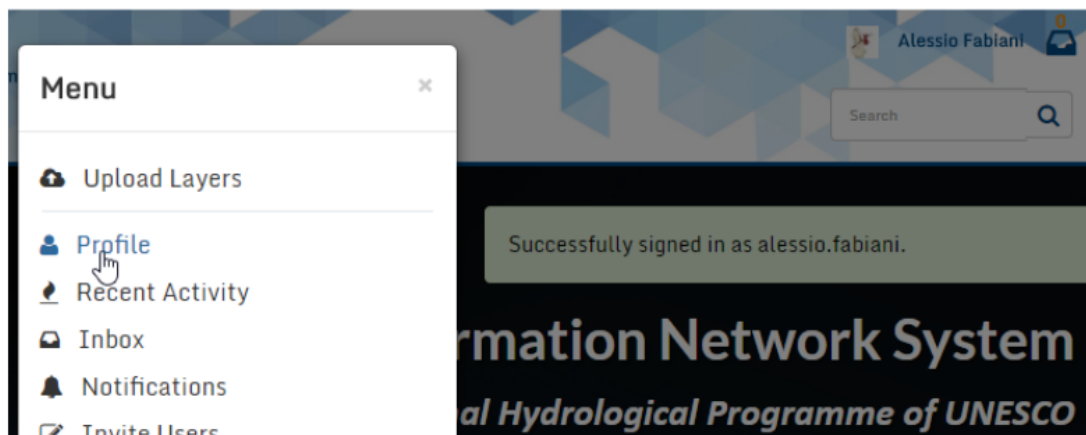 0
Alessio Fabiani
Menu
×
Search
Upload Layers
Profile
Successfully signed in as alessio.fabiani.
Recent Activity
Inbox
rmation Network System
Notifications
al Hydrological Programme of UNESCO
Invite Users